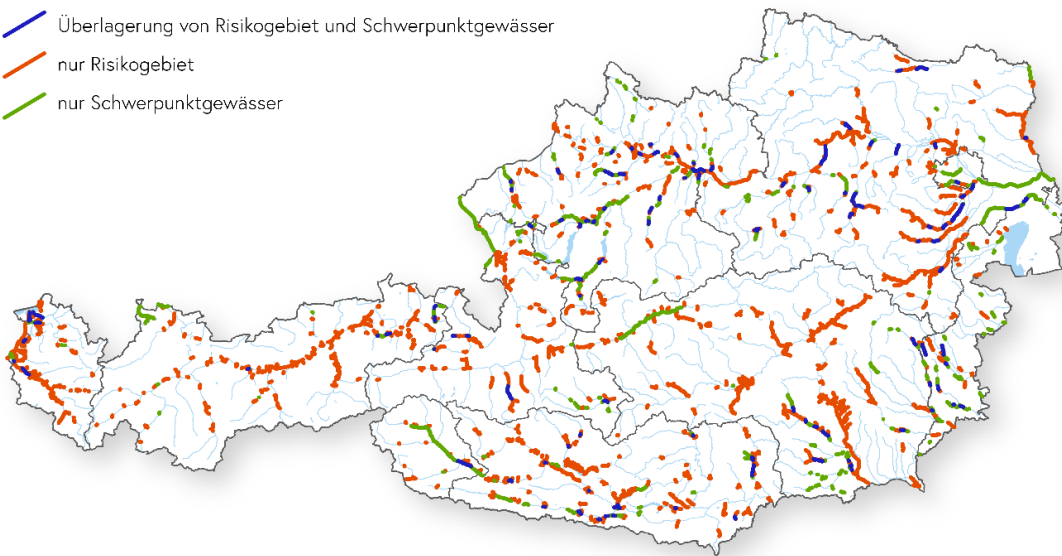 Überlagerung von Risikogebiet und Schwerpunktgewässer
nur Risikogebiet
nur Schwerpunktgewässer